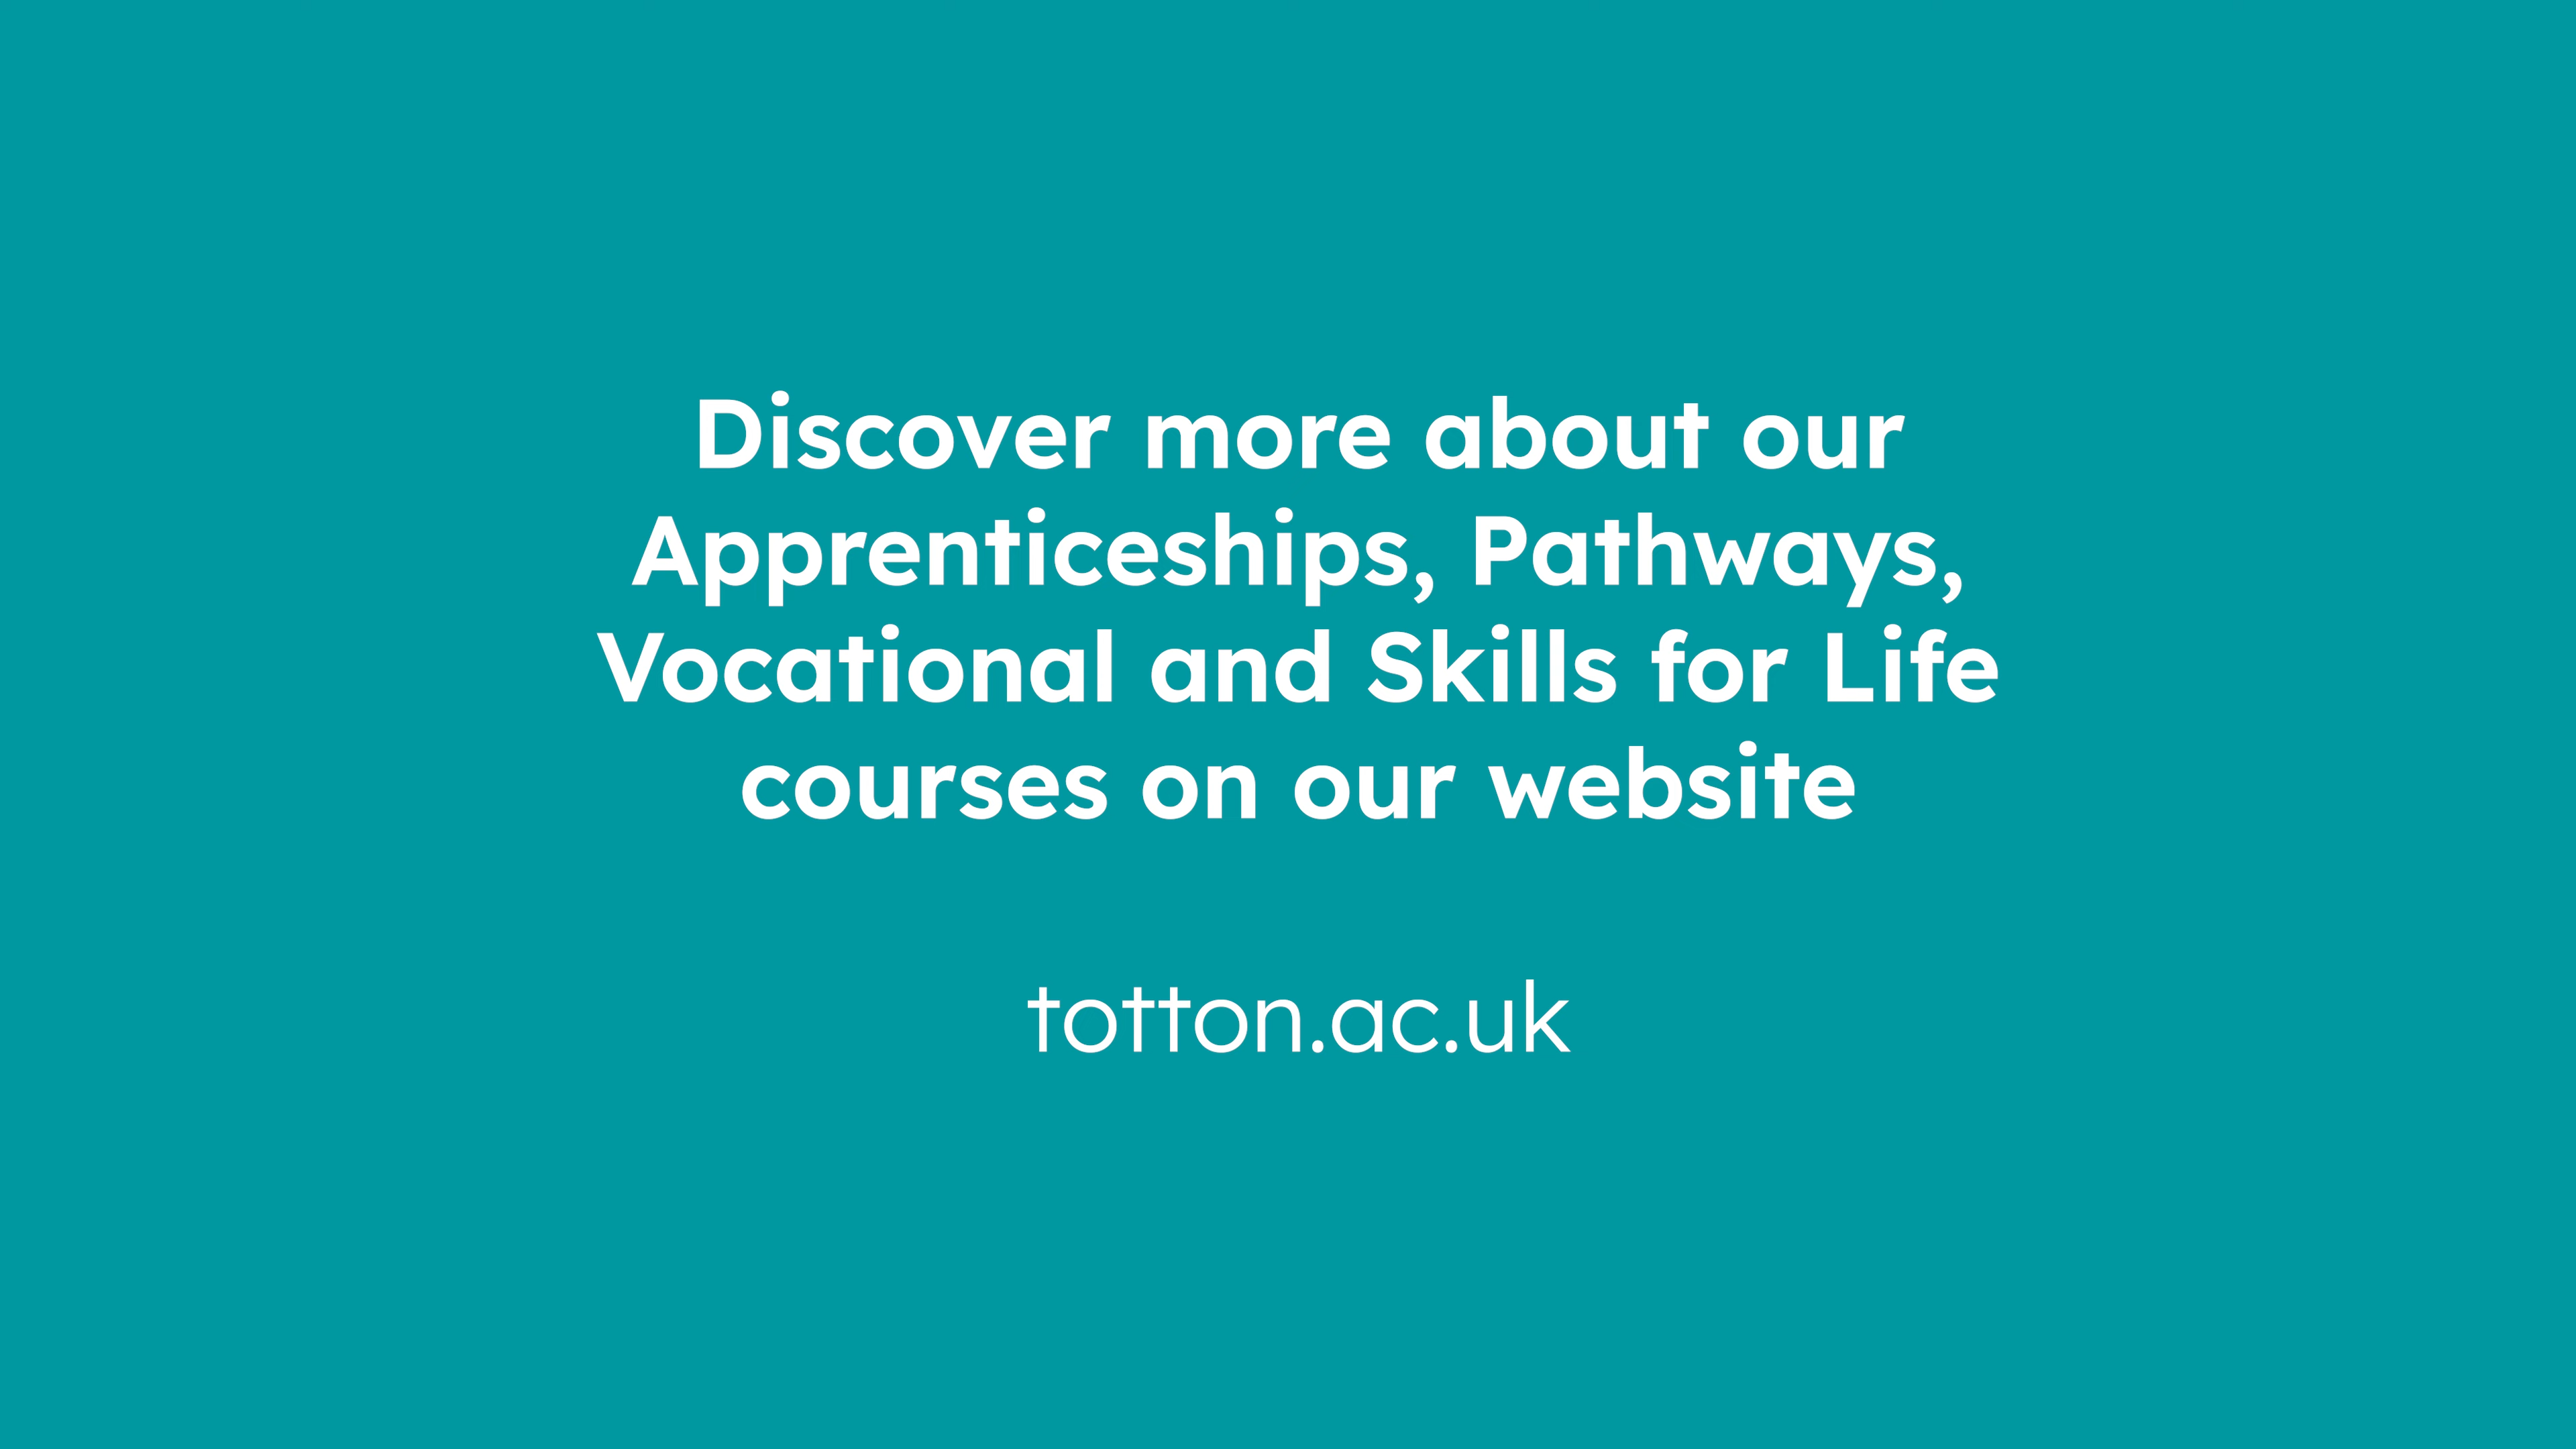 Discover more about our
Apprenticeships, Pathways,
Vocational and Skills for Life
courses on our website
totton.ac.uk